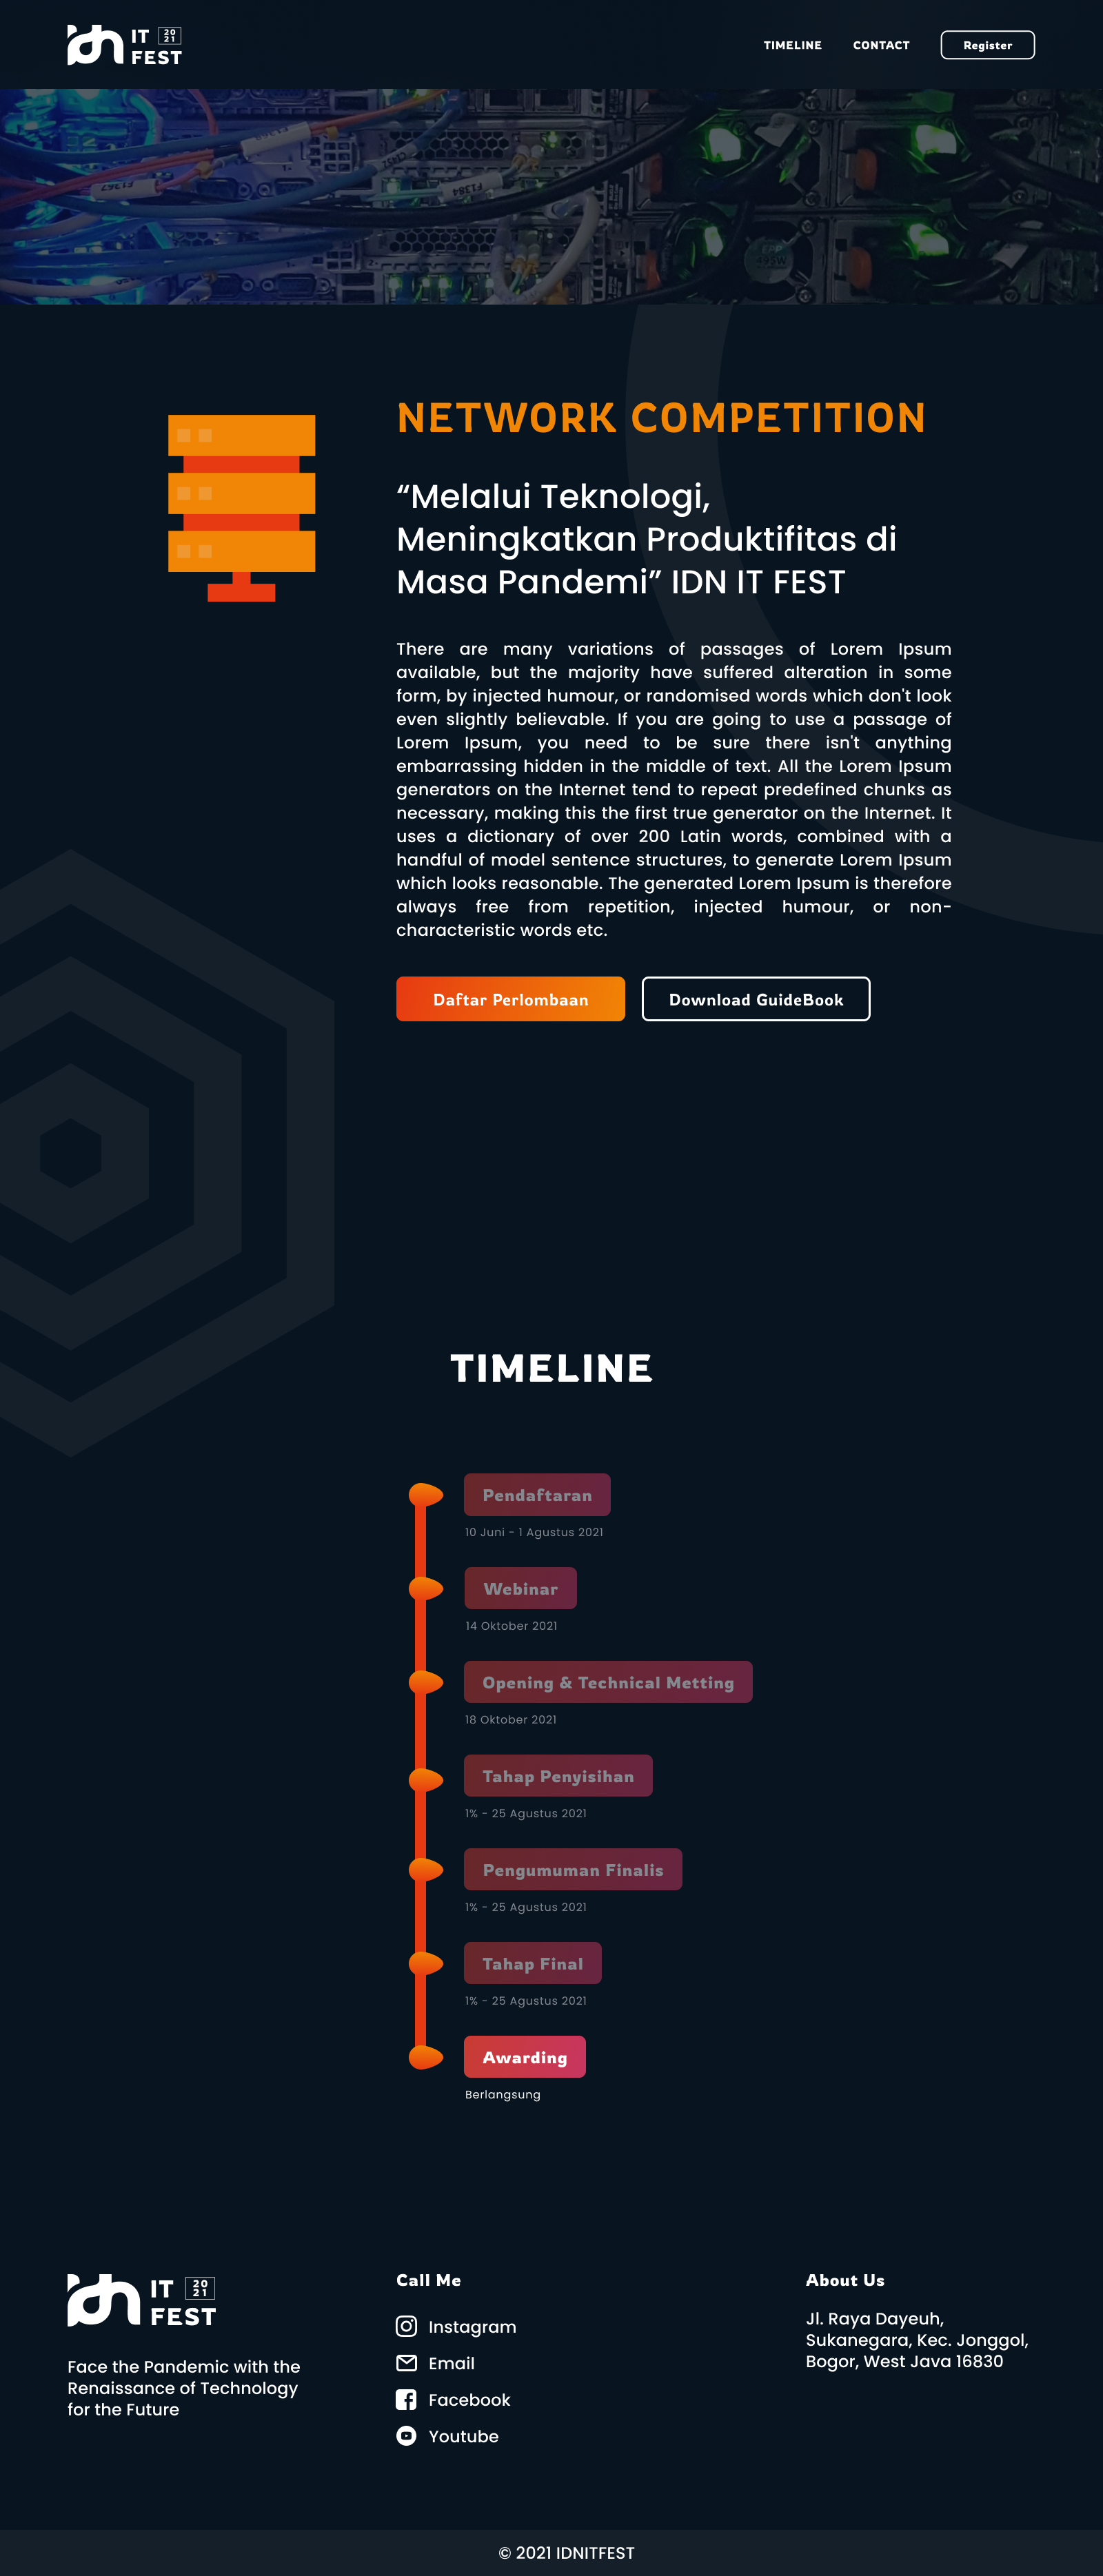 IT 20 21
FEST
TIMELINE CONTACT Register
F1367
F1364
NETWORK COMPETITION
“Melalui Teknologi,
Meningkatkan Produktifitas di
Masa Pandemi” IDN IT FEST
There are many variations of passages of Lorem Ipsum
available, but the majority have suffered alteration in some
form, by injected humour, or randomised words which don't look
even slightly believable. If you are going to use a passage of
Lorem Ipsum, you need to be sure there isn't anything
embarrassing hidden in the middle of text. All the Lorem Ipsum
generators on the Internet tend to repeat predefined chunks as
necessary, making this the first true generator on the Internet. It
uses a dictionary of over 200 Latin words, combined with a
handful of model sentence structures, to generate Lorem Ipsum
which looks reasonable. The generated Lorem Ipsum is therefore
always free from repetition, injected humour, or non-
characteristic words etc.
Daftar Perlombaan Download GuideBook
TIMELINE
Pendaftaran
10 Juni - 1 Agustus 2021
Webinar
14 Oktober 2021
Opening & Technical Metting
18 Oktober 2021
Tahap Penyisihan
1% - 25 Agustus 2021
Pengumuman Finalis
1% - 25 Agustus 2021
Tahap Final
1% - 25 Agustus 2021
Awarding
Berlangsung
IT 20 21
FEST
Face the Pandemic with the
Renaissance of Technology
for the Future
Call Me
Instagram
Email
Facebook
Youtube
About Us
Jl. Raya Dayeuh,
Sukanegara, Kec. Jonggol,
Bogor, West Java 16830
© 2021 IDNITFEST